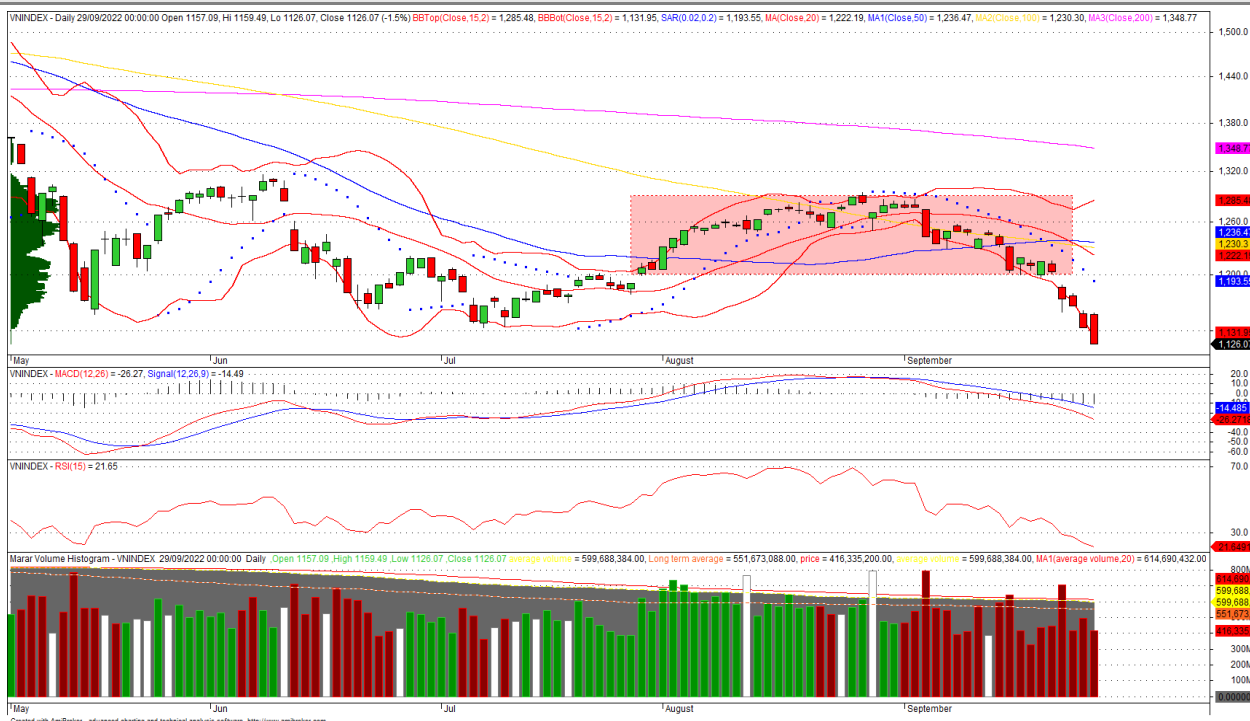 VNINDEX - Daily 29/09/2022 00:00:00 Open 1157.09, Hi 1159.49, Lo 1126.07, Close 1126.07 (-1.5%) BBTop(Close,15,2) = 1,285.48, BBBot(Close,15,2) = 1,131.95, SAR(0.02,0.2) = 1,193.55, MA(Close,20) = 1,222.19, MA1(Close,50) = 1,236.47, MA2(Close,100) = 1,230.30, MA3(Close,200) = 1,348.77
1,500.0
1,440.0
1,380.0
1,348.7
1,320.0
1,285.4
1,260.0
1,236.4
1,230.3
1,222.1
1,200.0
1,193.5
1,131.9
1,126.07
May Jun Jul August September
VNINDEX - MACD(12,26) = -26.27, Signal(12,26,9) = -14.49
20.0
10.0
0.0
-14.485
-26.271
-40.0
-50.0
-60.0
VNINDEX - RSI(15) = 21.65
70.0
30.0
21.649
Marar Volume Histogram - VNINDEX 29/09/2022 00:00:00 Daily ,Open 1157.09 ,High 1159.49 ,Low 1126.07 ,Close 1126.07 average volume = 599,688,384.00, Long term average = 551,673,088.00, price = 416,335,200.00, average volume = 599,688,384.00, MA1(average volume,20) = 614,690,432.00
800M
614,690
599,688
599,688
551,673
416,335
300M
200M
100M
0.00000
May Jun Jul August September
Created with AmiBroker - advanced charting and technical analysis software. http://www.amibroker.com